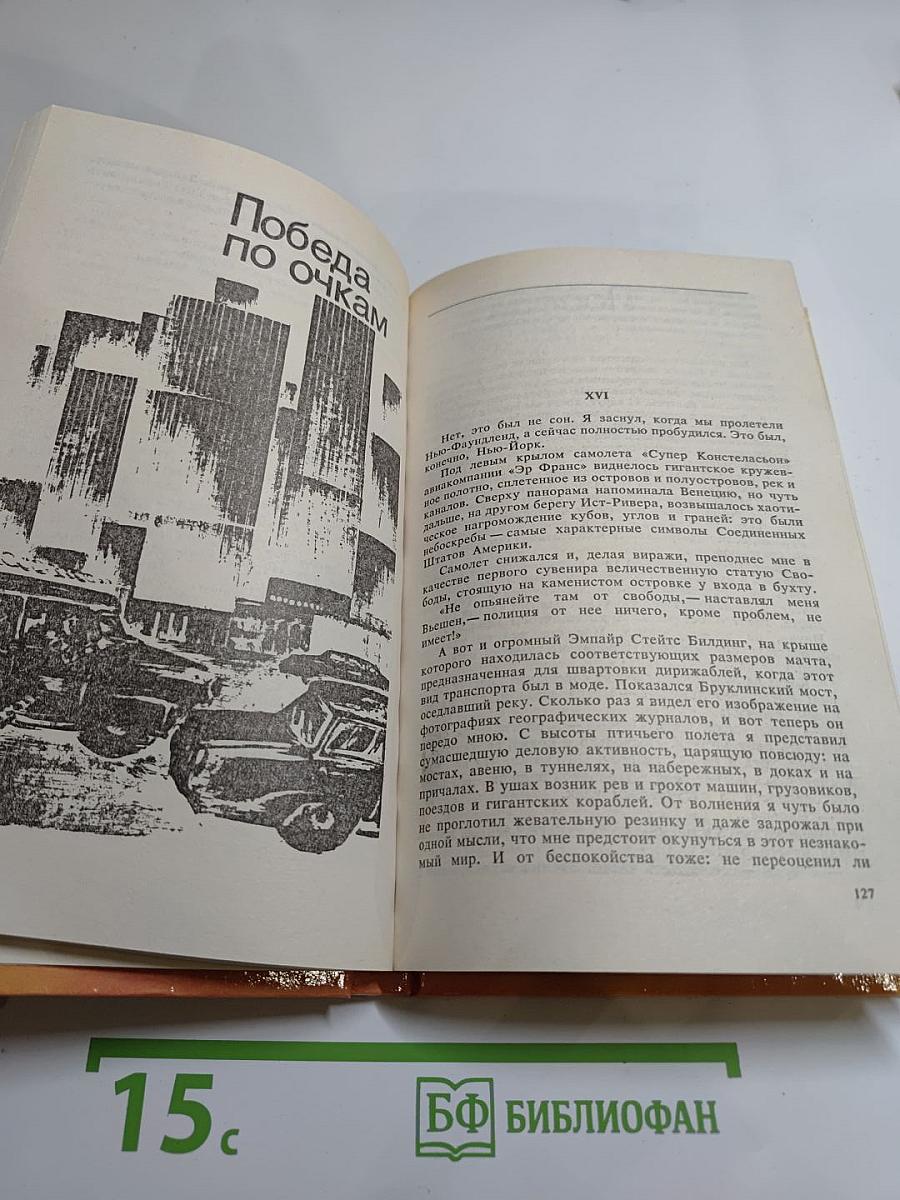 Победа
по очкам
XVI
Нет, это был не сон. Я заснул, когда мы пролетели
Нью-Фаундленд, а сейчас полностью пробудился. Это был,
конечно, Нью-Йорк.
Под левым крылом самолета «Супер Констеласьон»
авиакомпании «Эр Франс» виднелось гигантское кружев-
ное полотно, сплетенное из островов и полуостровов, рек и
каналов. Сверху панорама напоминала Венецию, но чуть
дальше, на другом берегу Ист-Ривера, возвышалось хаоти-
ческое нагромождение кубов, углов и граней: это были
небоскребы — самые характерные символы Соединенных
Штатов Америки.
Самолет снижался и, делая виражи, преподнес мне в
качестве первого сувенира величественную статую Сво-
боды, стоящую на каменистом островке у входа в бухту.
«Не опьянейте там от свободы,— наставлял меня
Вьешен,— полиция от нее ничего, кроме проблем, не
имеет!»
А вот и огромный Эмпайр Стейтс Билдинг, на крыше
которого находилась соответствующих размеров мачта,
предназначенная для швартовки дирижаблей, когда этот
вид транспорта был в моде. Показался Бруклинский мост,
оседлавший реку. Сколько раз я видел его изображение на
фотографиях географических журналов, и вот теперь он
передо мною. С высоты птичьего полета я представил
сумасшедшую деловую активность, царящую повсюду: на
мостах, авеню, в туннелях, на набережных, в доках и на
причалах. В ушах возник рев и грохот машин, грузовиков,
поездов и гигантских кораблей. От волнения я чуть было
не проглотил жевательную резинку и даже задрожал при
одной мысли, что мне предстоит окунуться в этот незнако-
мый мир. И от беспокойства тоже: не переоценил ли
127
15 с
БФ БИБЛИОФАН